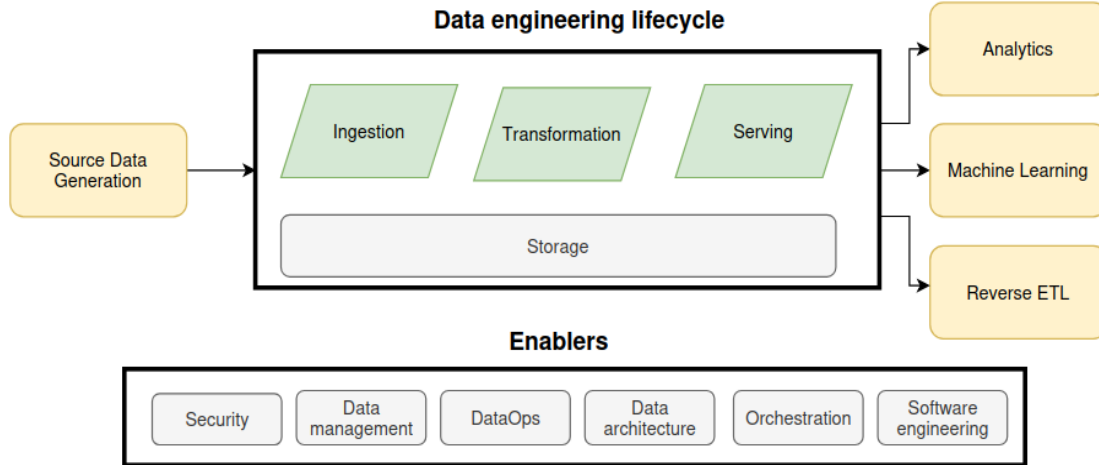 Data engineering lifecycle
Source Data
Generation
Ingestion
Transformation
Serving
Storage
Analytics
Machine Learning
Reverse ETL
Enablers
Security
Data
management
DataOps
Data
architecture
Orchestration
Software
engineering